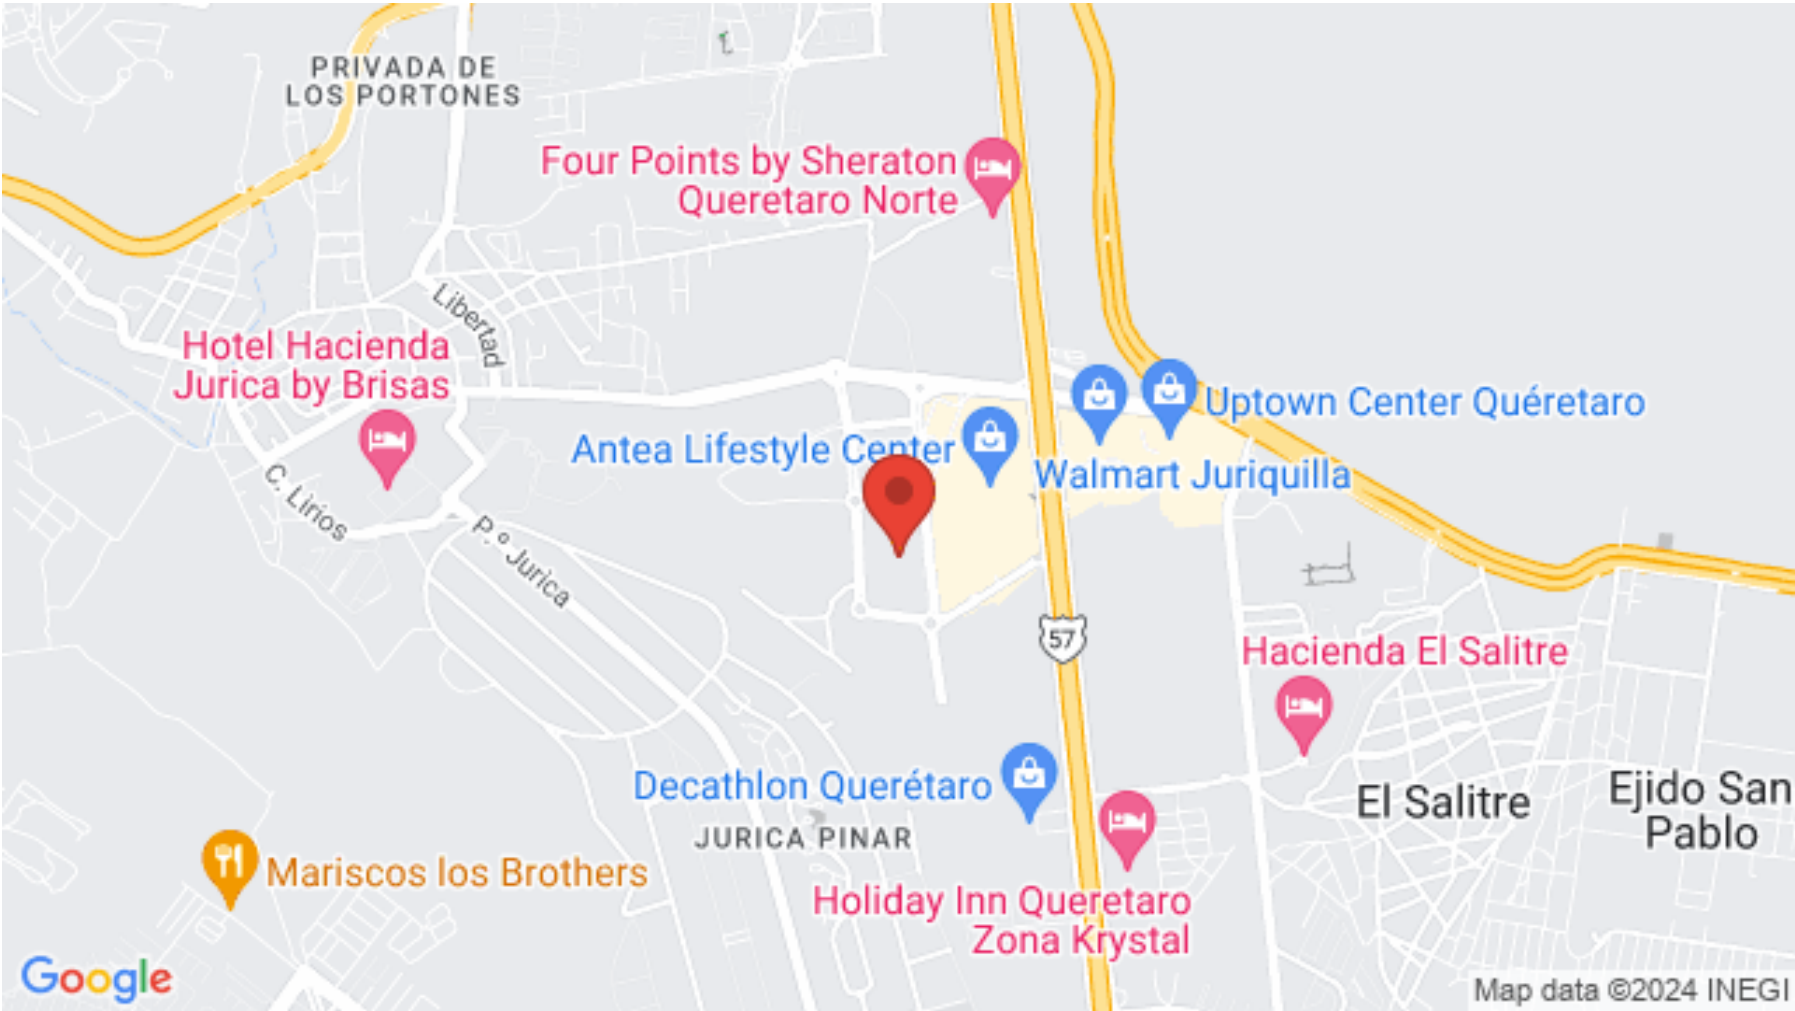 PRIVADA DE
LOS PORTONES
Four Points by Sheraton
Queretaro Norte
Libertad
Hotel Hacienda
Jurica by Brisas
Uptown Center Quéretaro
Antea Lifestyle Center
Walmart Juriquilla
C. Lirios
P.º Jurica
57
Hacienda El Salitre
Decathlon Querétaro
JURICA PINAR
El Salitre
Ejido San
Pablo
Mariscos los Brothers
Holiday Inn Queretaro
Zona Krystal
Google
Map data ©2024 INEGI